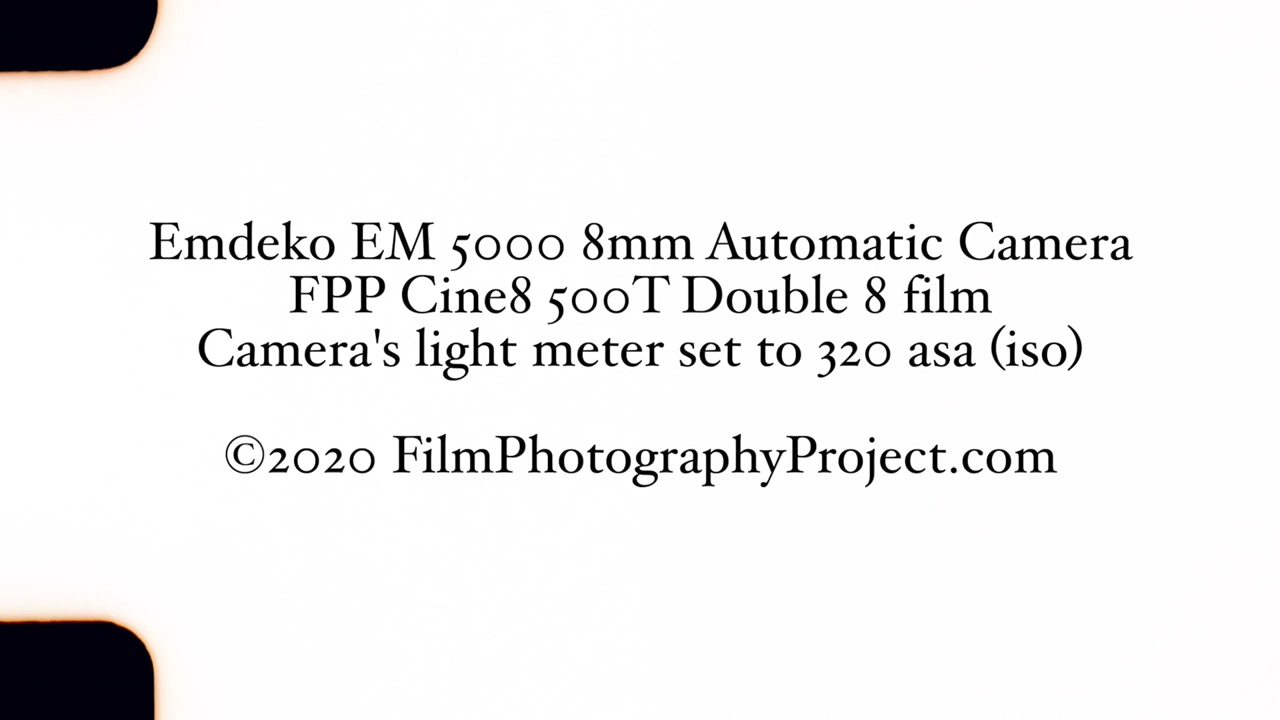 Emdeko EM 5000 8mm Automatic Camera
FPP Cine8 500T Double 8 film
Camera's light meter set to 320 asa (iso)
©2020 FilmPhotographyProject.com